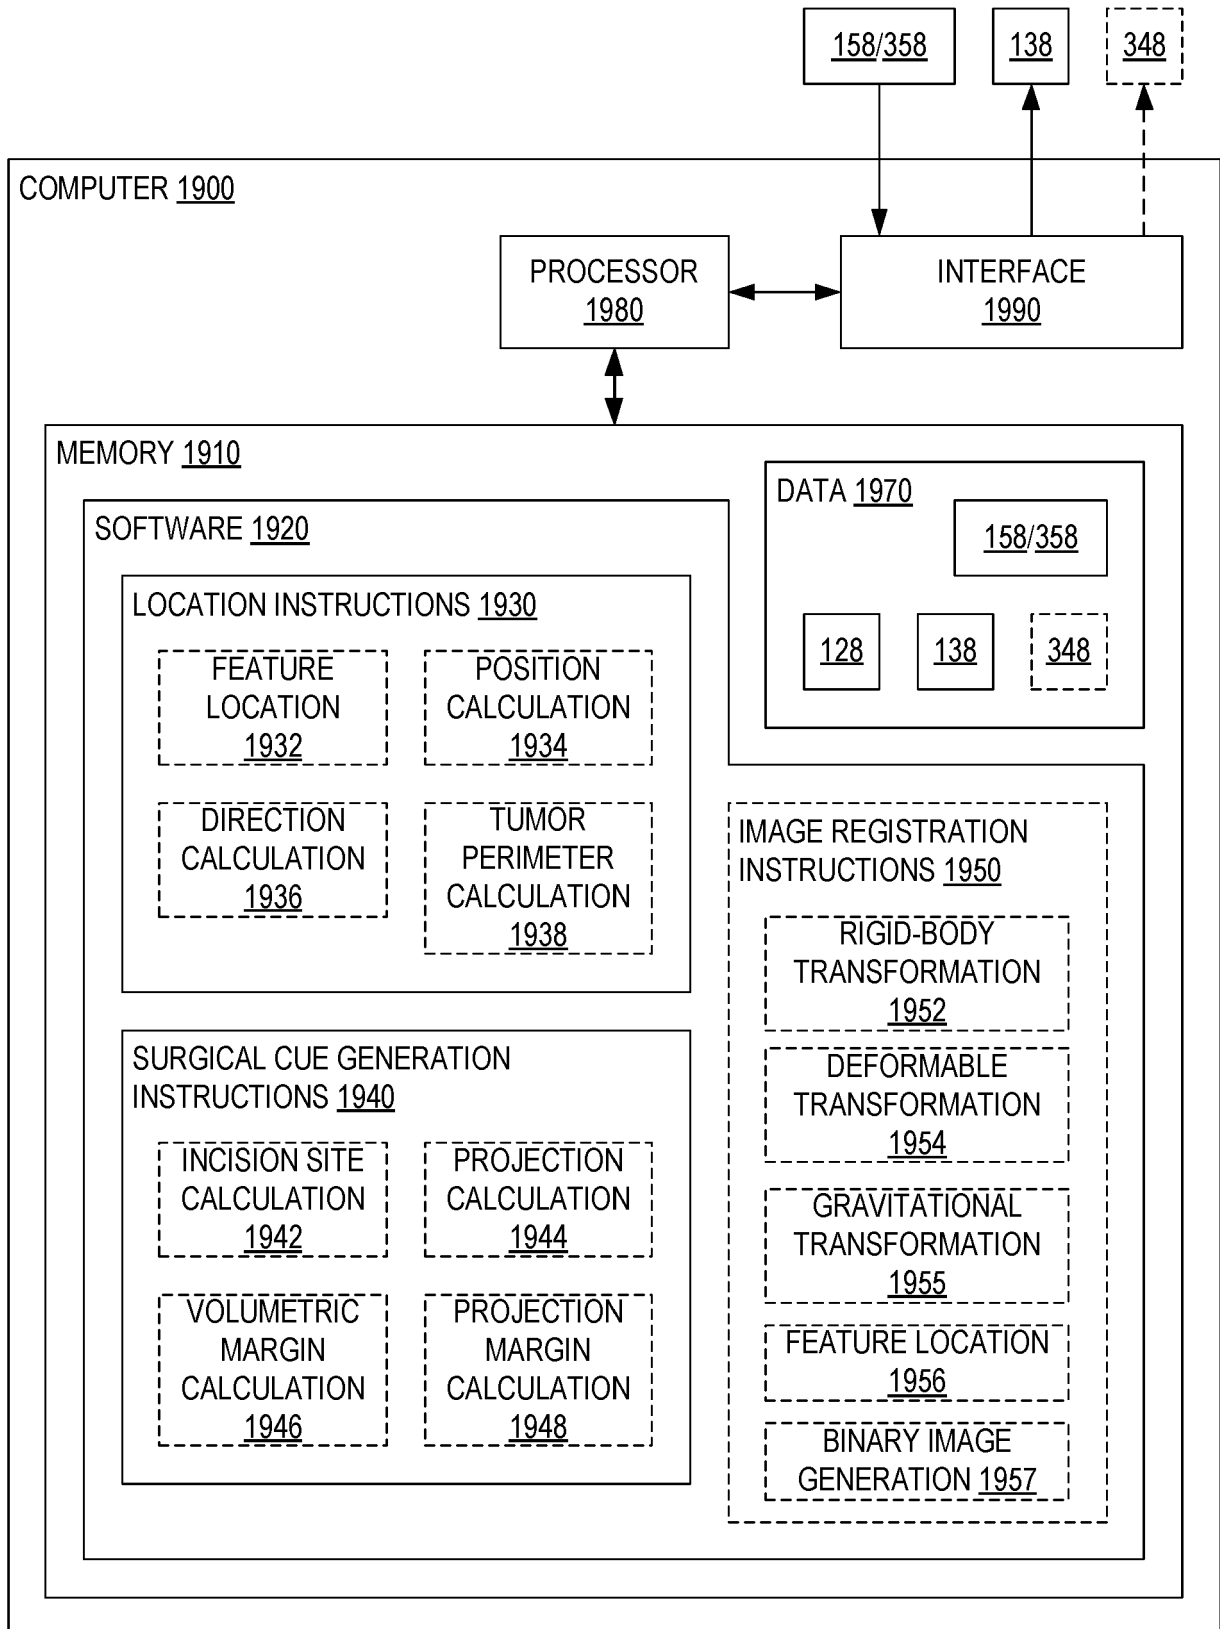 158/358
138
348
COMPUTER 1900
PROCESSOR
1980
INTERFACE
1990
MEMORY 1910
DATA 1970
158/358
128
138
348
SOFTWARE 1920
LOCATION INSTRUCTIONS 1930
FEATURE
LOCATION
1932
POSITION
CALCULATION
1934
DIRECTION
CALCULATION
1936
TUMOR
PERIMETER
CALCULATION
1938
SURGICAL CUE GENERATION
INSTRUCTIONS 1940
INCISION SITE
CALCULATION
1942
PROJECTION
CALCULATION
1944
VOLUMETRIC
MARGIN
CALCULATION
1946
PROJECTION
MARGIN
CALCULATION
1948
IMAGE REGISTRATION
INSTRUCTIONS 1950
RIGID-BODY
TRANSFORMATION
1952
DEFORMABLE
TRANSFORMATION
1954
GRAVITATIONAL
TRANSFORMATION
1955
FEATURE LOCATION
1956
BINARY IMAGE
GENERATION 1957